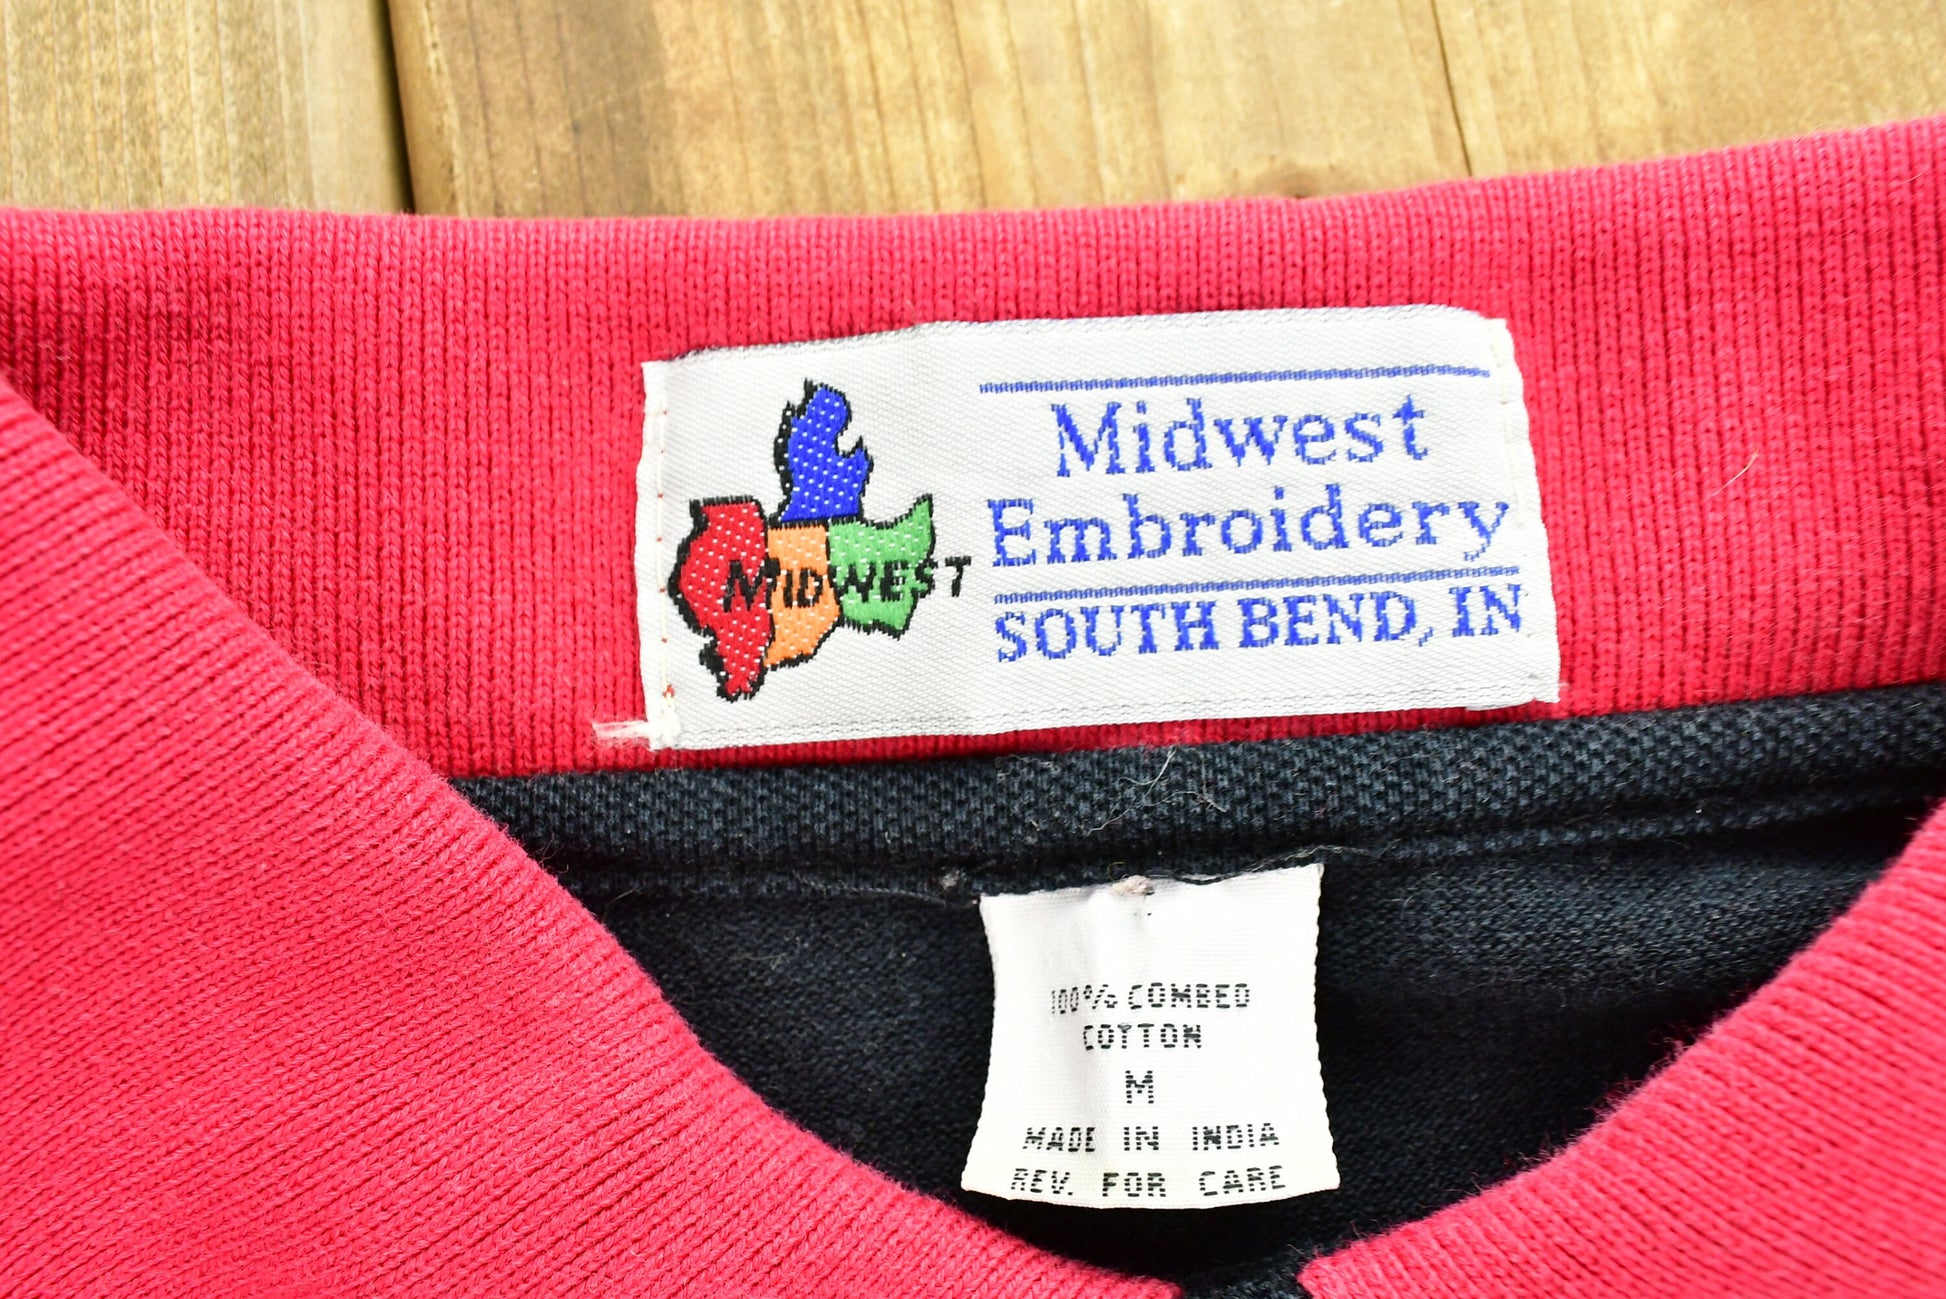 MIDWEST
Midwest
Embroidery
SOUTH BEND, IN
100% COMBED
COTTON
M
MADE IN INDIA
REV. FOR CARE